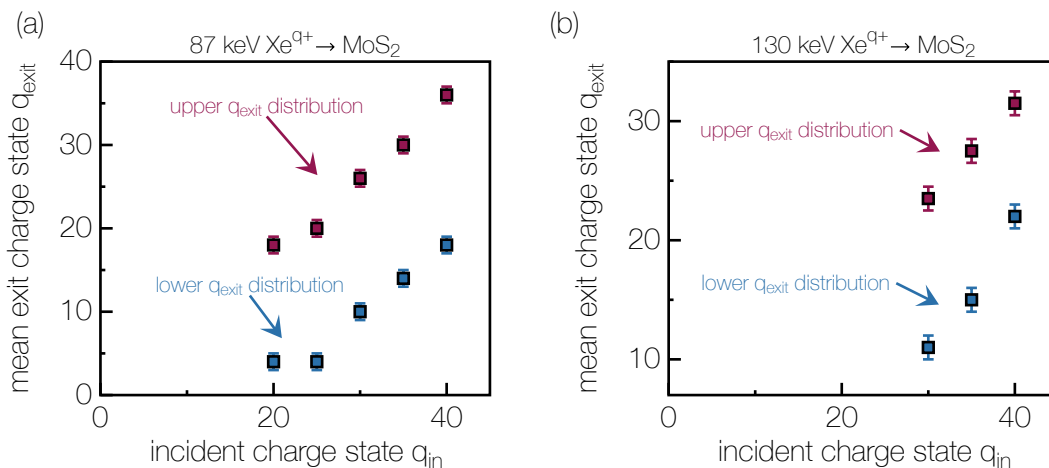 (a)
87 keV Xe^q+ → MoS₂
mean exit charge state q_exit
40
30
20
10
0
upper q_exit distribution
lower q_exit distribution
0
20
40
incident charge state q_in
(b)
130 keV Xe^q+ → MoS₂
mean exit charge state q_exit
30
20
10
upper q_exit distribution
lower q_exit distribution
0
20
40
incident charge state q_in